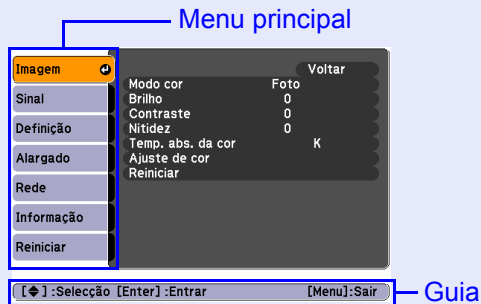 Menu principal
Imagem
Sinal
Definição
Alargado
Rede
Informação
Reiniciar
Voltar
Modo cor Foto
Brilho 0
Contraste 0
Nitidez 0
Temp. abs. da cor K
Ajuste de cor
Reiniciar
[◆] :Selecção [Enter] :Entrar [Menu]:Sair
Guia